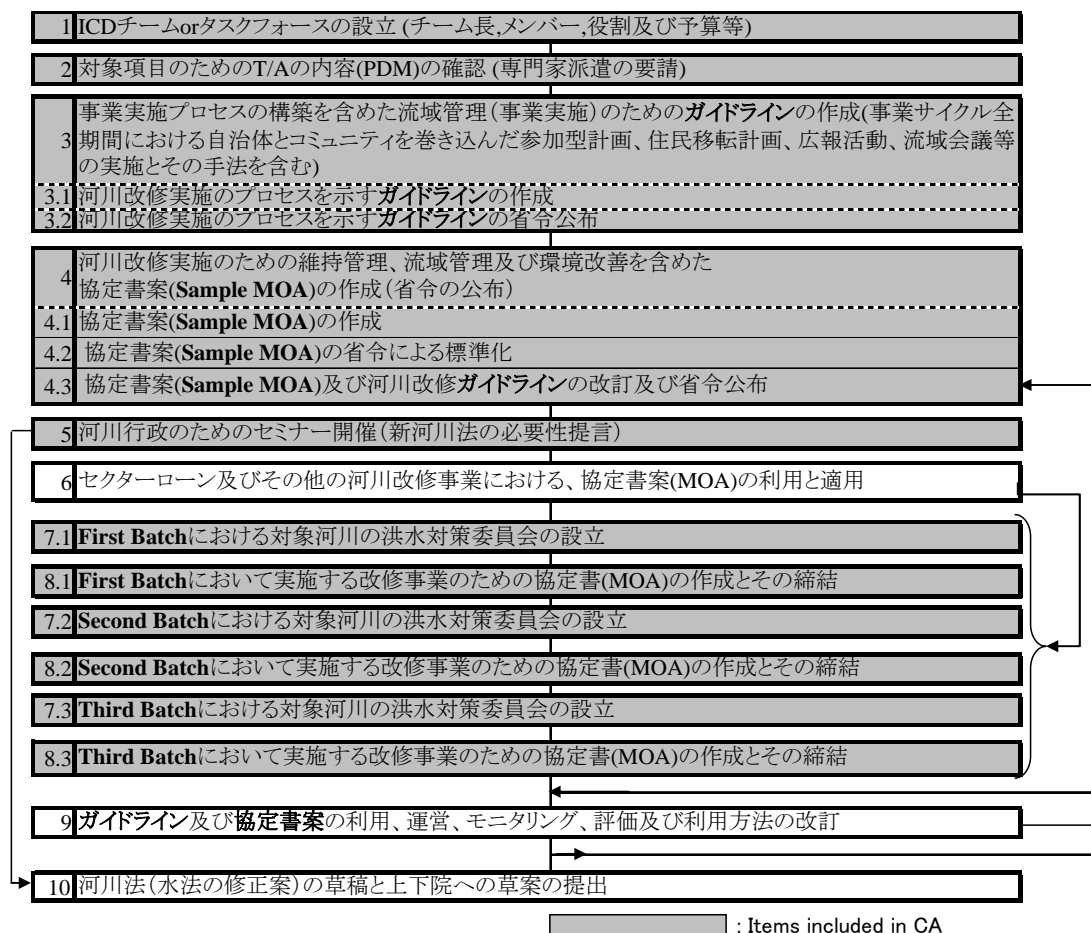 1 ICDチームorタスクフォースの設立 (チーム長,メンバー,役割及び予算等)
2 対象項目のためのT/Aの内容(PDM)の確認 (専門家派遣の要請)
事業実施プロセスの構築を含めた流域管理(事業実施)のためのガイドラインの作成(事業サイクル全
3 期間における自治体とコミュニティを巻き込んだ参加型計画、住民移転計画、広報活動、流域会議等
の実施とその手法を含む)
3.1 河川改修実施のプロセスを示すガイドラインの作成
3.2 河川改修実施のプロセスを示すガイドラインの省令公布
4 河川改修実施のための維持管理、流域管理及び環境改善を含めた
協定書案(Sample MOA)の作成(省令の公布)
4.1 協定書案(Sample MOA)の作成
4.2 協定書案(Sample MOA)の省令による標準化
4.3 協定書案(Sample MOA)及び河川改修ガイドラインの改訂及び省令公布
5 河川行政のためのセミナー開催(新河川法の必要性提言)
6 セクターローン及びその他の河川改修事業における、協定書案(MOA)の利用と適用
7.1 First Batchにおける対象河川の洪水対策委員会の設立
8.1 First Batchにおいて実施する改修事業のための協定書(MOA)の作成とその締結
7.2 Second Batchにおける対象河川の洪水対策委員会の設立
8.2 Second Batchにおいて実施する改修事業のための協定書(MOA)の作成とその締結
7.3 Third Batchにおける対象河川の洪水対策委員会の設立
8.3 Third Batchにおいて実施する改修事業のための協定書(MOA)の作成とその締結
9 ガイドライン及び協定書案の利用、運営、モニタリング、評価及び利用方法の改訂
10 河川法(水法の修正案)の草稿と上下院への草案の提出
: Items included in CA